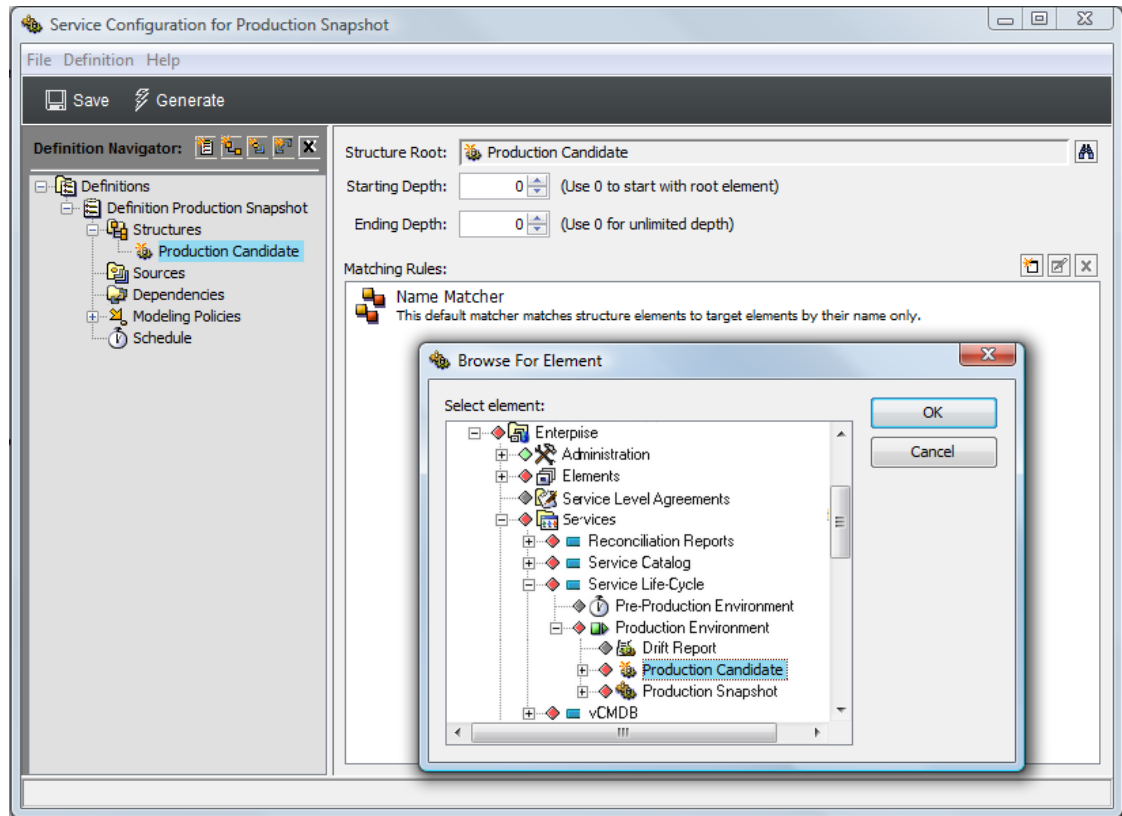 Service Configuration for Production Snapshot
File Definition Help
Save Generate
Definition Navigator:
Definitions
Definition Production Snapshot
Structures
Production Candidate
Sources
Dependencies
Modeling Policies
Schedule
Structure Root: Production Candidate
Starting Depth: 0 (Use 0 to start with root element)
Ending Depth: 0 (Use 0 for unlimited depth)
Matching Rules:
Name Matcher
This default matcher matches structure elements to target elements by their name only.
Browse For Element
Select element:
Enterprise
Administration
Elements
Service Level Agreements
Services
Reconciliation Reports
Service Catalog
Service Life-Cycle
Pre-Production Environment
Production Environment
Drift Report
Production Candidate
Production Snapshot
vCMDB
OK
Cancel